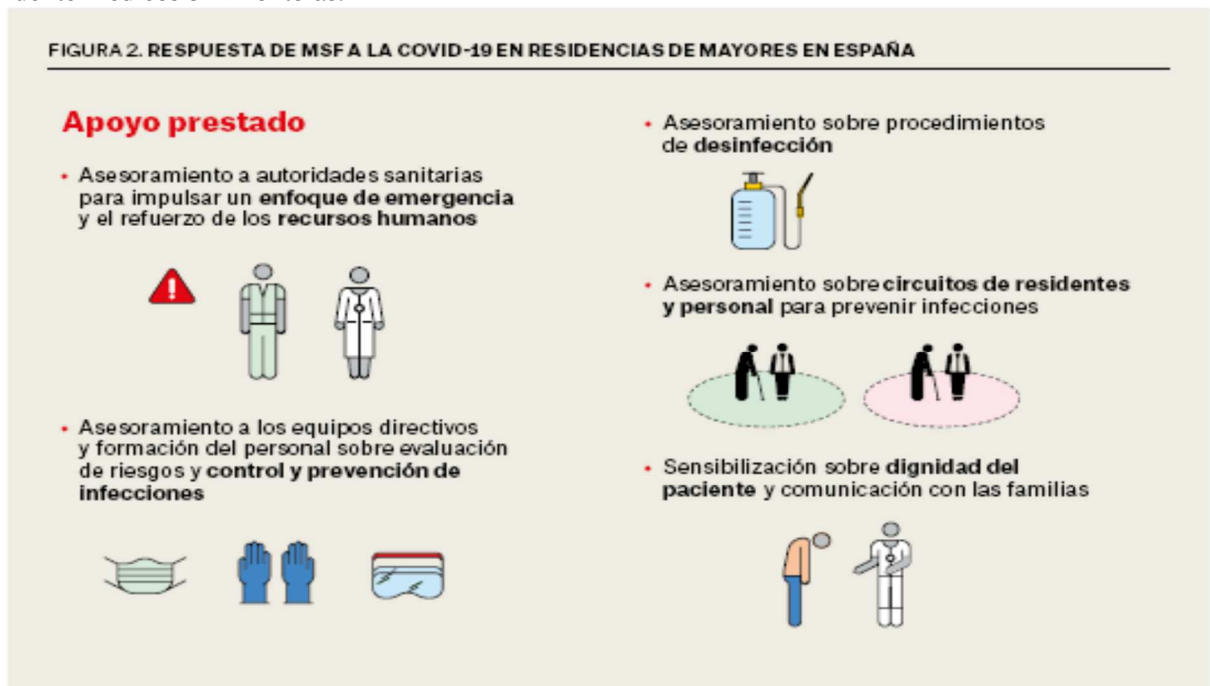 FIGURA 2. RESPUESTA DE MSF A LA COVID-19 EN RESIDENCIAS DE MAYORES EN ESPAÑA
Apoyo prestado
• Asesoramiento a autoridades sanitarias
para impulsar un enfoque de emergencia
y el refuerzo de los recursos humanos
• Asesoramiento a los equipos directivos
y formación del personal sobre evaluación
de riesgos y control y prevención de
infecciones
• Asesoramiento sobre procedimientos
de desinfección
• Asesoramiento sobre circuitos de residentes
y personal para prevenir infecciones
• Sensibilización sobre dignidad del
paciente y comunicación con las familias